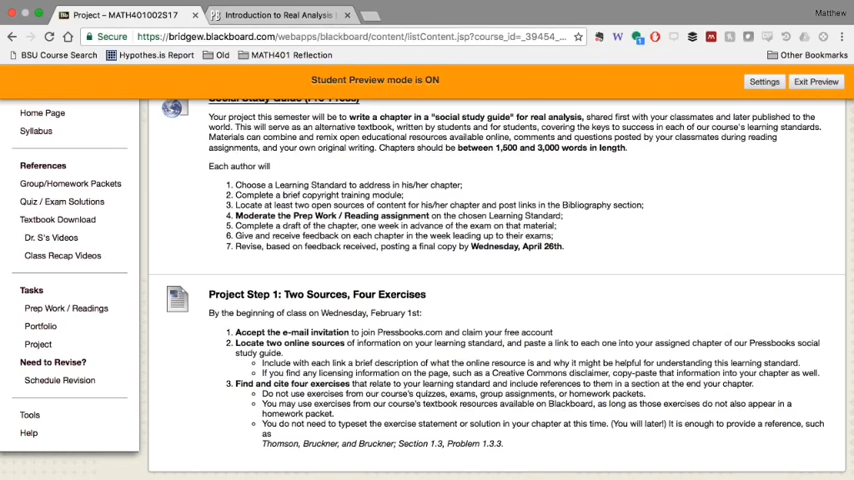 Project – MATH401002S17
Introduction to Real Analysis |
Matthew
Secure
https://bridgew.blackboard.com/webapps/blackboard/content/listContent.jsp?course_id=_39454_...
BSU Course Search
Hypothes.is Report
Old
MATH401 Reflection
Other Bookmarks
Student Preview mode is ON
Settings
Exit Preview
Home Page
Syllabus
References
Group/Homework Packets
Quiz / Exam Solutions
Textbook Download
Dr. S's Videos
Class Recap Videos
Tasks
Prep Work / Readings
Portfolio
Project
Need to Revise?
Schedule Revision
Tools
Help
Social Study Guide (Pre-Press)
Your project this semester will be to write a chapter in a "social study guide" for real analysis, shared first with your classmates and later published to the
world. This will serve as an alternative textbook, written by students and for students, covering the keys to success in each of our course's learning standards.
Materials can combine and remix open educational resources available online, comments and questions posted by your classmates during reading
assignments, and your own original writing. Chapters should be between 1,500 and 3,000 words in length.
Each author will
1. Choose a Learning Standard to address in his/her chapter;
2. Complete a brief copyright training module;
3. Locate at least two open sources of content for his/her chapter and post links in the Bibliography section;
4. Moderate the Prep Work / Reading assignment on the chosen Learning Standard;
5. Complete a draft of the chapter, one week in advance of the exam on that material;
6. Give and receive feedback on each chapter in the week leading up to their exams;
7. Revise, based on feedback received, posting a final copy by Wednesday, April 26th.
Project Step 1: Two Sources, Four Exercises
By the beginning of class on Wednesday, February 1st:
1. Accept the e-mail invitation to join Pressbooks.com and claim your free account
2. Locate two online sources of information on your learning standard, and paste a link to each one into your assigned chapter of our Pressbooks social
study guide.
Include with each link a brief description of what the online resource is and why it might be helpful for understanding this learning standard.
If you find any licensing information on the page, such as a Creative Commons disclaimer, copy-paste that information into your chapter as well.
3. Find and cite four exercises that relate to your learning standard and include references to them in a section at the end your chapter.
Do not use exercises from our course's quizzes, exams, group assignments, or homework packets.
You may use exercises from our course's textbook resources available on Blackboard, as long as those exercises do not also appear in a
homework packet.
You do not need to typeset the exercise statement or solution in your chapter at this time. (You will later!) It is enough to provide a reference, such
as
Thomson, Bruckner, and Bruckner; Section 1.3, Problem 1.3.3.